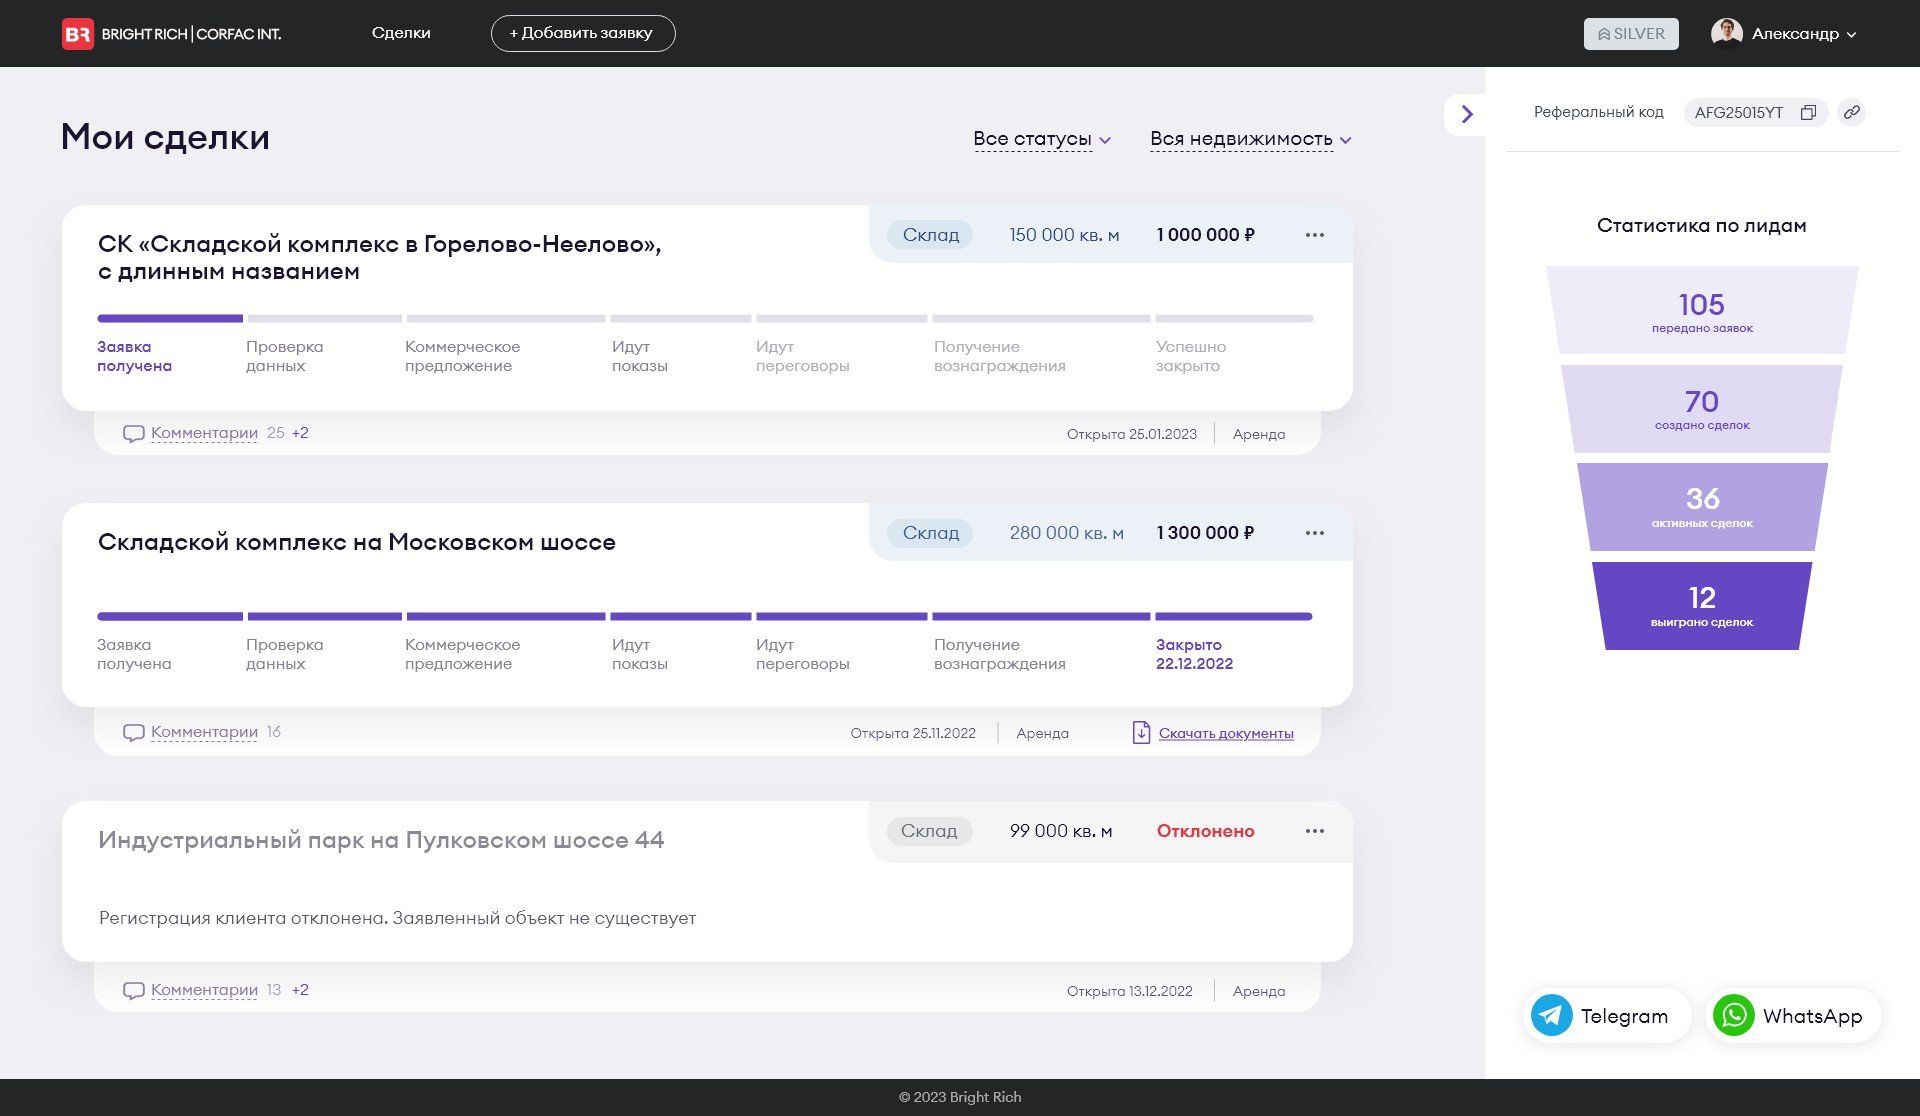 BR BRIGHT RICH | CORFAC INT.
Сделки
+ Добавить заявку
SILVER
Александр
Мои сделки
Все статусы
Вся недвижимость
Реферальный код
AFG25015YT
СК «Складской комплекс в Горелово-Неелово»,
с длинным названием
Склад
150 000 кв. м
1 000 000 ₽
Заявка
получена
Проверка
данных
Коммерческое
предложение
Идут
показы
Идут
переговоры
Получение
вознаграждения
Успешно
закрыто
Комментарии 25 +2
Открыта 25.01.2023
Аренда
Складской комплекс на Московском шоссе
Склад
280 000 кв. м
1 300 000 ₽
Заявка
получена
Проверка
данных
Коммерческое
предложение
Идут
показы
Идут
переговоры
Получение
вознаграждения
Закрыто
22.12.2022
Комментарии 16
Открыта 25.11.2022
Аренда
Скачать документы
Индустриальный парк на Пулковском шоссе 44
Склад
99 000 кв. м
Отклонено
Регистрация клиента отклонена. Заявленный объект не существует
Комментарии 13 +2
Открыта 13.12.2022
Аренда
Статистика по лидам
105
передано заявок
70
создано сделок
36
активных сделок
12
выиграно сделок
Telegram
WhatsApp
© 2023 Bright Rich